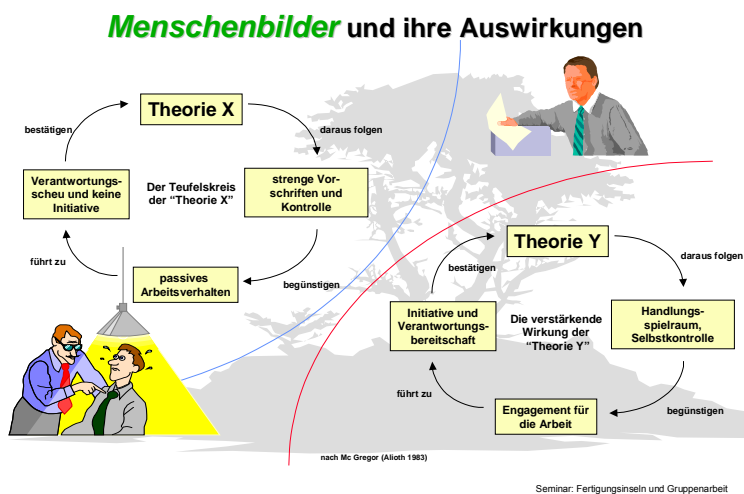 Menschenbilder und ihre Auswirkungen
Theorie X
bestätigen
daraus folgen
Verantwortungs-
scheu und keine
Initiative
Der Teufelskreis
der “Theorie X”
strenge Vor-
schriften und
Kontrolle
führt zu
begünstigen
passives
Arbeitsverhalten
Theorie Y
bestätigen
daraus folgen
Initiative und
Verantwortungs-
bereitschaft
Die verstärkende
Wirkung der
“Theorie Y”
Handlungs-
spielraum,
Selbstkontrolle
führt zu
begünstigen
Engagement für
die Arbeit
nach Mc Gregor (Alioth 1983)
Seminar: Fertigungsinseln und Gruppenarbeit